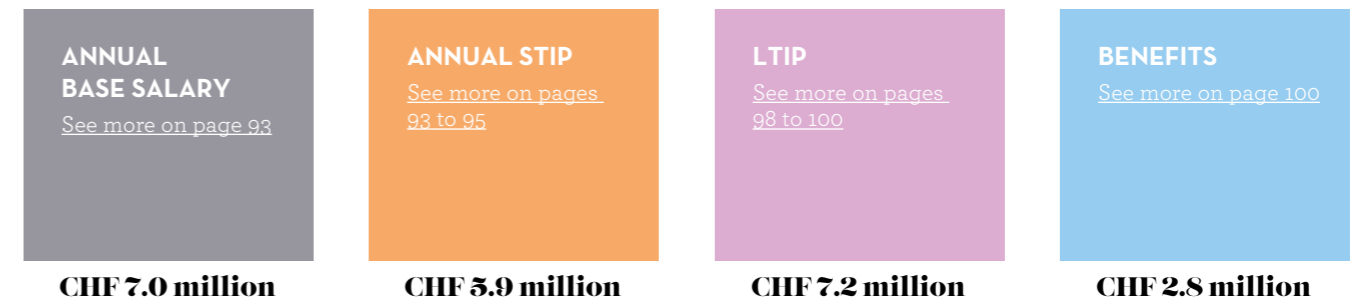 ANNUAL
BASE SALARY
See more on page 93
CHF 7.0 million
ANNUAL STIP
See more on pages
93 to 95
CHF 5.9 million
LTIP
See more on pages
98 to 100
CHF 7.2 million
BENEFITS
See more on page 100
CHF 2.8 million